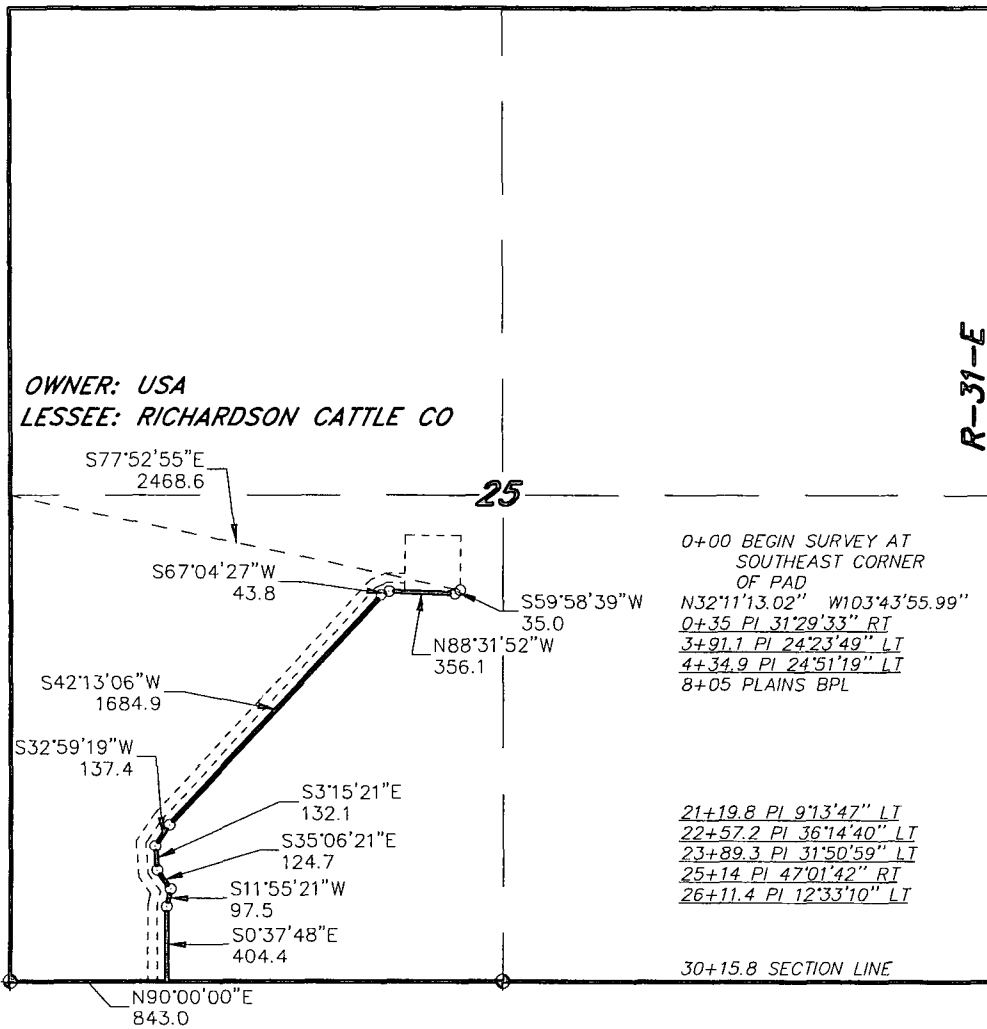 R-31-E
OWNER: USA
LESSEE: RICHARDSON CATTLE CO
S77°52'55"E
2468.6
25
S67°04'27"W
43.8
S59°58'39"W
35.0
N88°31'52"W
356.1
S42°13'06"W
1684.9
S32°59'19"W
137.4
S3°15'21"E
132.1
S35°06'21"E
124.7
S11°55'21"W
97.5
S0°37'48"E
404.4
N90°00'00"E
843.0
0+00 BEGIN SURVEY AT
SOUTHEAST CORNER
OF PAD
N32°11'13.02" W103°43'55.99"
0+35 PI 31°29'33" RT
3+91.1 PI 24°23'49" LT
4+34.9 PI 24°51'19" LT
8+05 PLAINS BPL
21+19.8 PI 9°13'47" LT
22+57.2 PI 36°14'40" LT
23+89.3 PI 31°50'59" LT
25+14 PI 47°01'42" RT
26+11.4 PI 12°33'10" LT
30+15.8 SECTION LINE